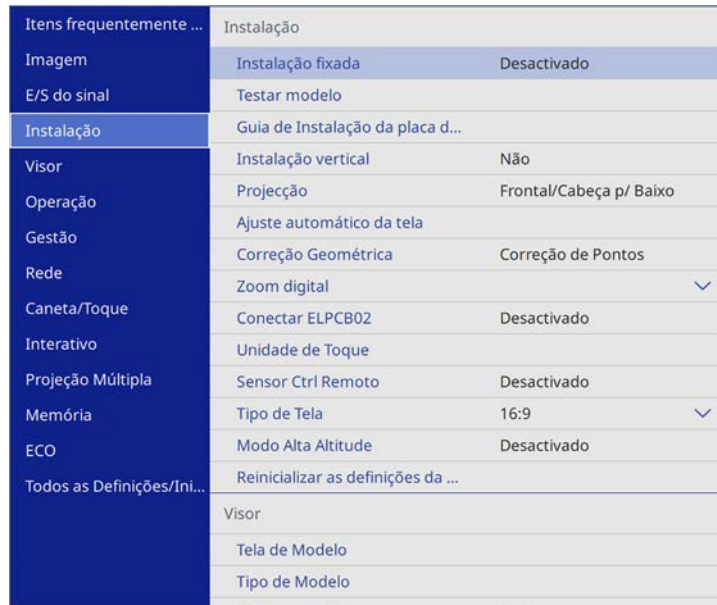 Itens frequentemente ...
Imagem
E/S do sinal
Instalação
Visor
Operação
Gestão
Rede
Caneta/Toque
Interativo
Projeção Múltipla
Memória
ECO
Todos as Definições/Ini...
Instalação
Instalação fixada Desactivado
Testar modelo
Guia de Instalação da placa d...
Instalação vertical Não
Projecção Frontal/Cabeça p/ Baixo
Ajuste automático da tela
Correção Geométrica Correção de Pontos
Zoom digital
Conectar ELPCB02 Desactivado
Unidade de Toque
Sensor Ctrl Remoto Desactivado
Tipo de Tela 16:9
Modo Alta Altitude Desactivado
Reinicializar as definições da ...
Visor
Tela de Modelo
Tipo de Modelo